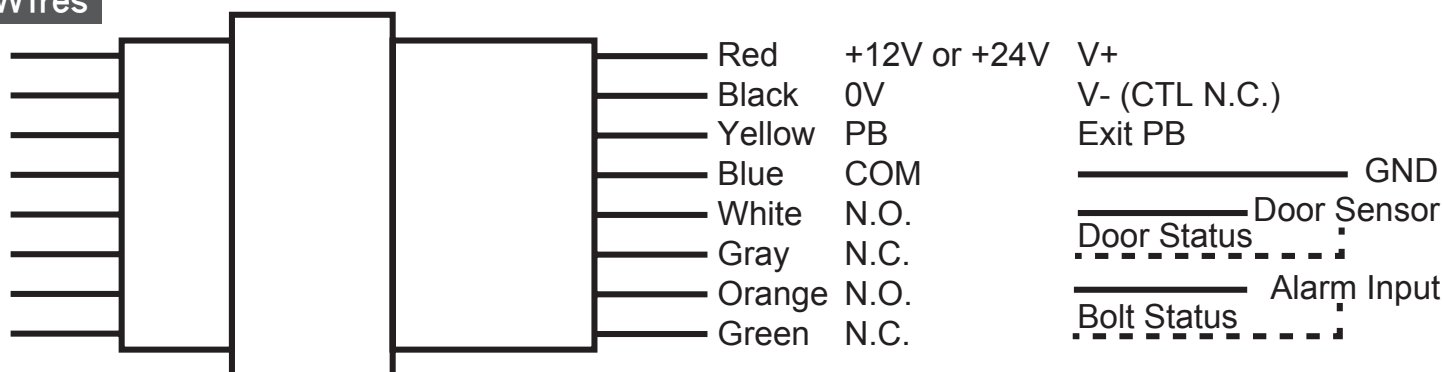 Wires
Red +12V or +24V V+
Black 0V V- (CTL N.C.)
Yellow PB Exit PB
Blue COM GND
White N.O. Door Sensor
Door Status
Gray N.C.
Orange N.O. Alarm Input
Bolt Status
Green N.C.